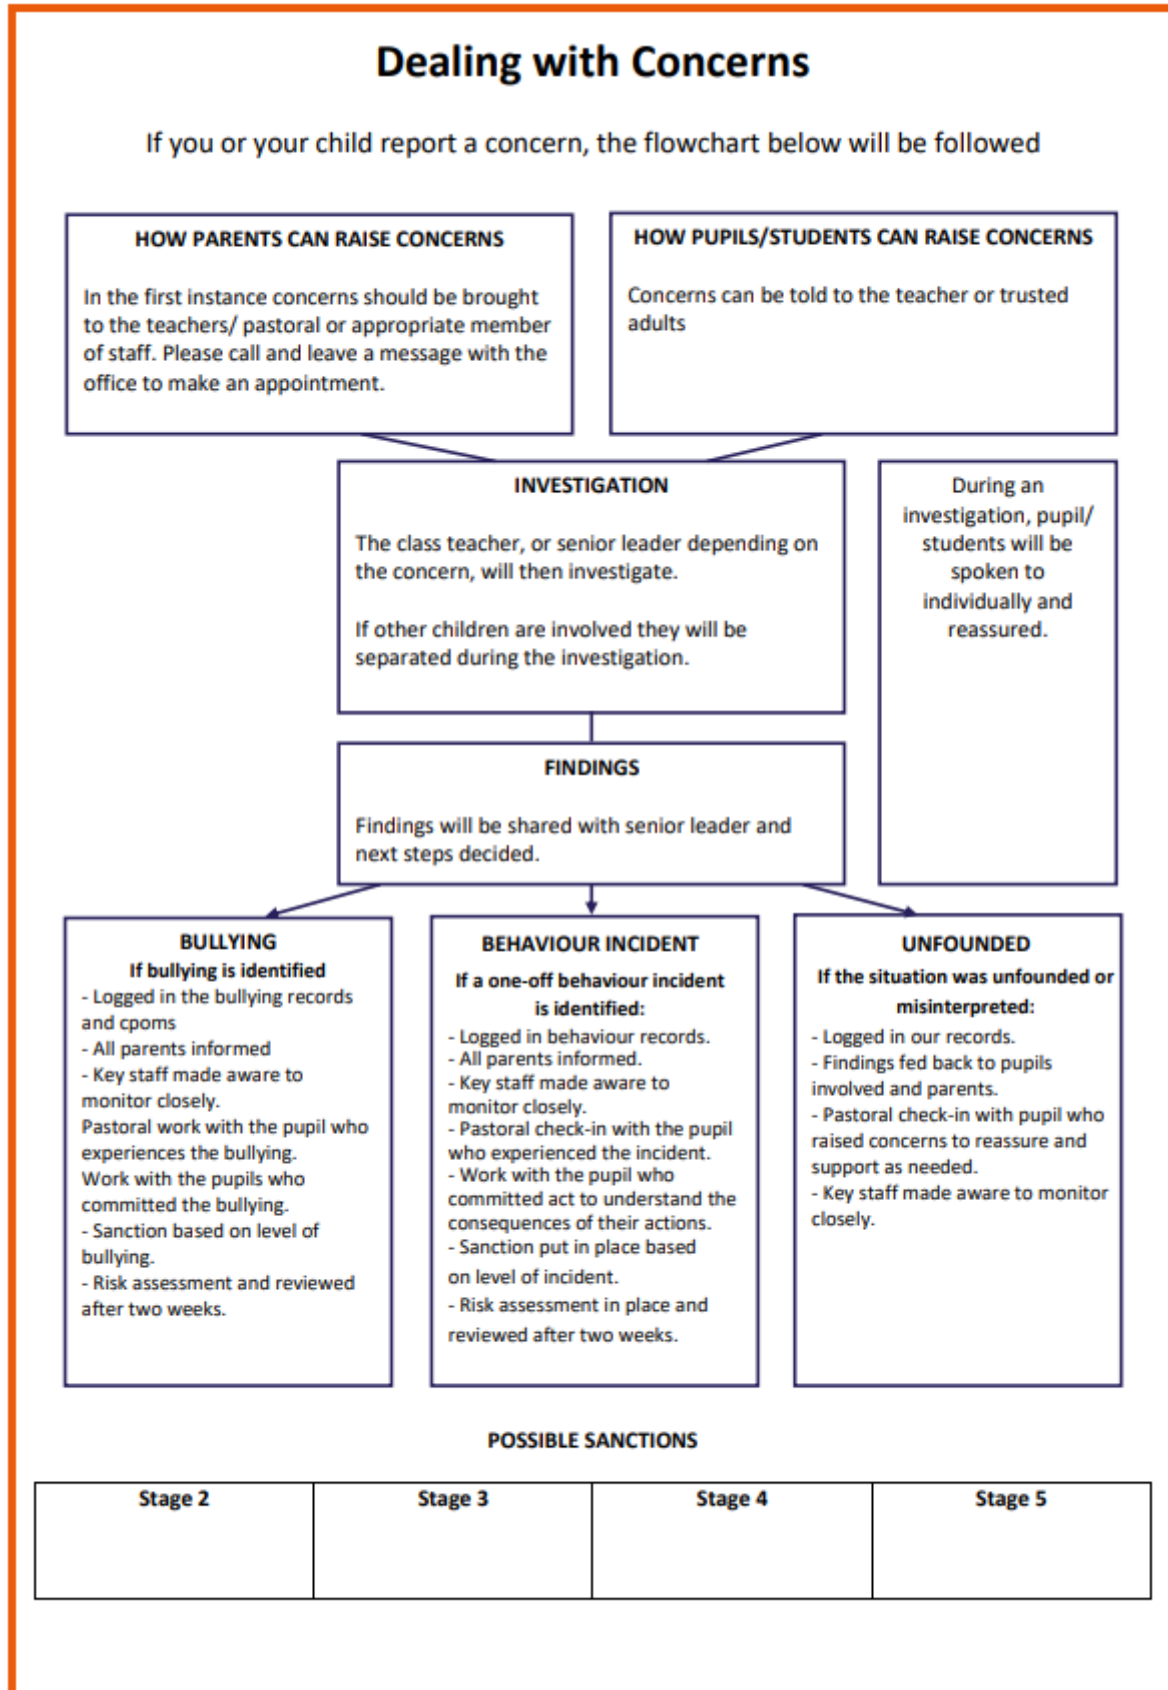 Dealing with Concerns
If you or your child report a concern, the flowchart below will be followed
HOW PARENTS CAN RAISE CONCERNS
In the first instance concerns should be brought
to the teachers/ pastoral or appropriate member
of staff. Please call and leave a message with the
office to make an appointment.
HOW PUPILS/STUDENTS CAN RAISE CONCERNS
Concerns can be told to the teacher or trusted
adults
INVESTIGATION
The class teacher, or senior leader depending on
the concern, will then investigate.
If other children are involved they will be
separated during the investigation.
During an
investigation, pupil/
students will be
spoken to
individually and
reassured.
FINDINGS
Findings will be shared with senior leader and
next steps decided.
BULLYING
If bullying is identified
- Logged in the bullying records
and cpoms
- All parents informed
- Key staff made aware to
monitor closely.
Pastoral work with the pupil who
experiences the bullying.
Work with the pupils who
committed the bullying.
- Sanction based on level of
bullying.
- Risk assessment and reviewed
after two weeks.
BEHAVIOUR INCIDENT
If a one-off behaviour incident
is identified:
- Logged in behaviour records.
- All parents informed.
- Key staff made aware to
monitor closely.
- Pastoral check-in with the pupil
who experienced the incident.
- Work with the pupil who
committed act to understand the
consequences of their actions.
- Sanction put in place based
on level of incident.
- Risk assessment in place and
reviewed after two weeks.
UNFOUNDED
If the situation was unfounded or
misinterpreted:
- Logged in our records.
- Findings fed back to pupils
involved and parents.
- Pastoral check-in with pupil who
raised concerns to reassure and
support as needed.
- Key staff made aware to monitor
closely.
POSSIBLE SANCTIONS
Stage 2
Stage 3
Stage 4
Stage 5